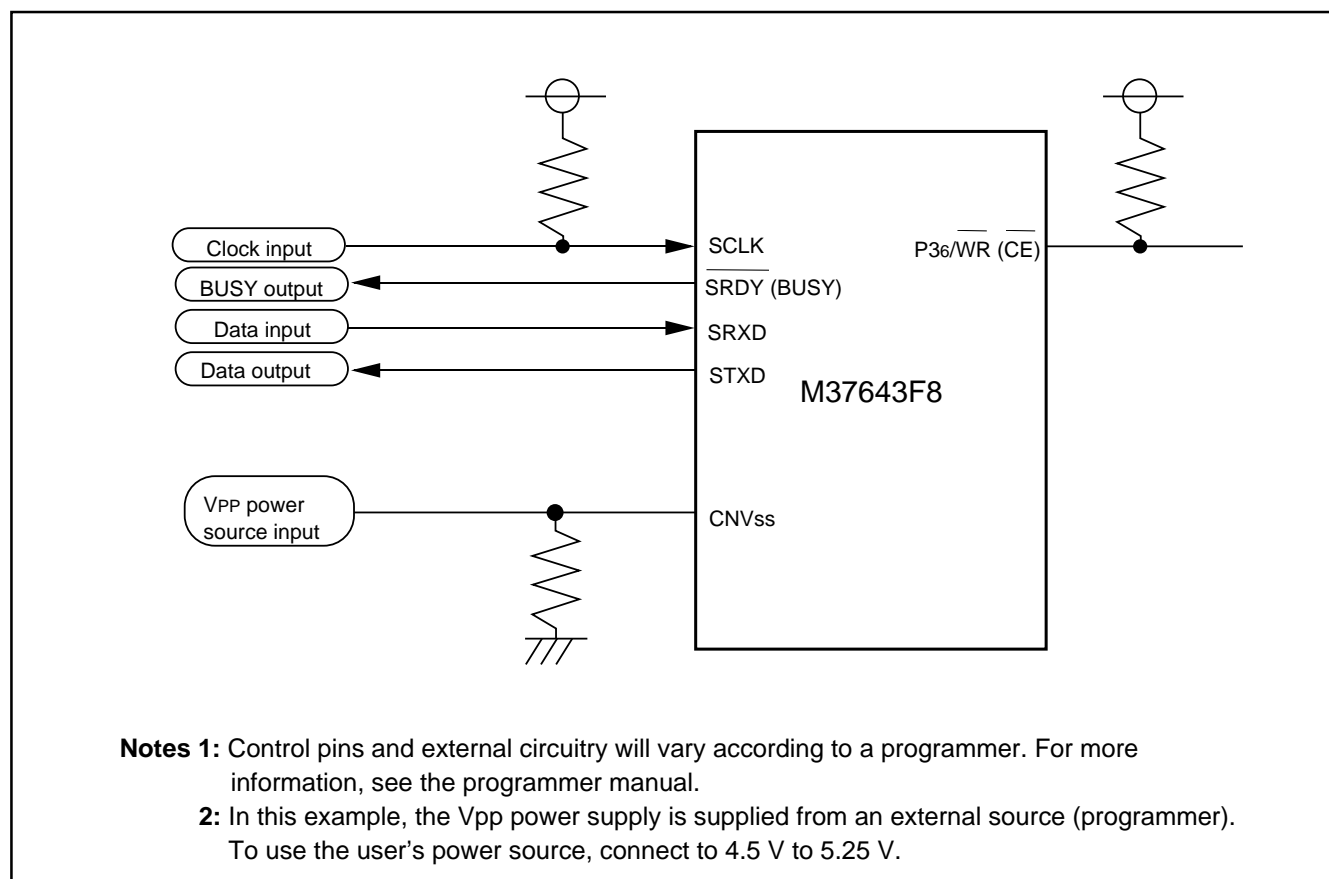 Clock input
BUSY output
Data input
Data output
VPP power
source input
SCLK
SRDY (BUSY)
SRXD
STXD
CNVss
P36/WR (CE)
M37643F8
Notes 1: Control pins and external circuitry will vary according to a programmer. For more
information, see the programmer manual.
2: In this example, the Vpp power supply is supplied from an external source (programmer).
To use the user’s power source, connect to 4.5 V to 5.25 V.